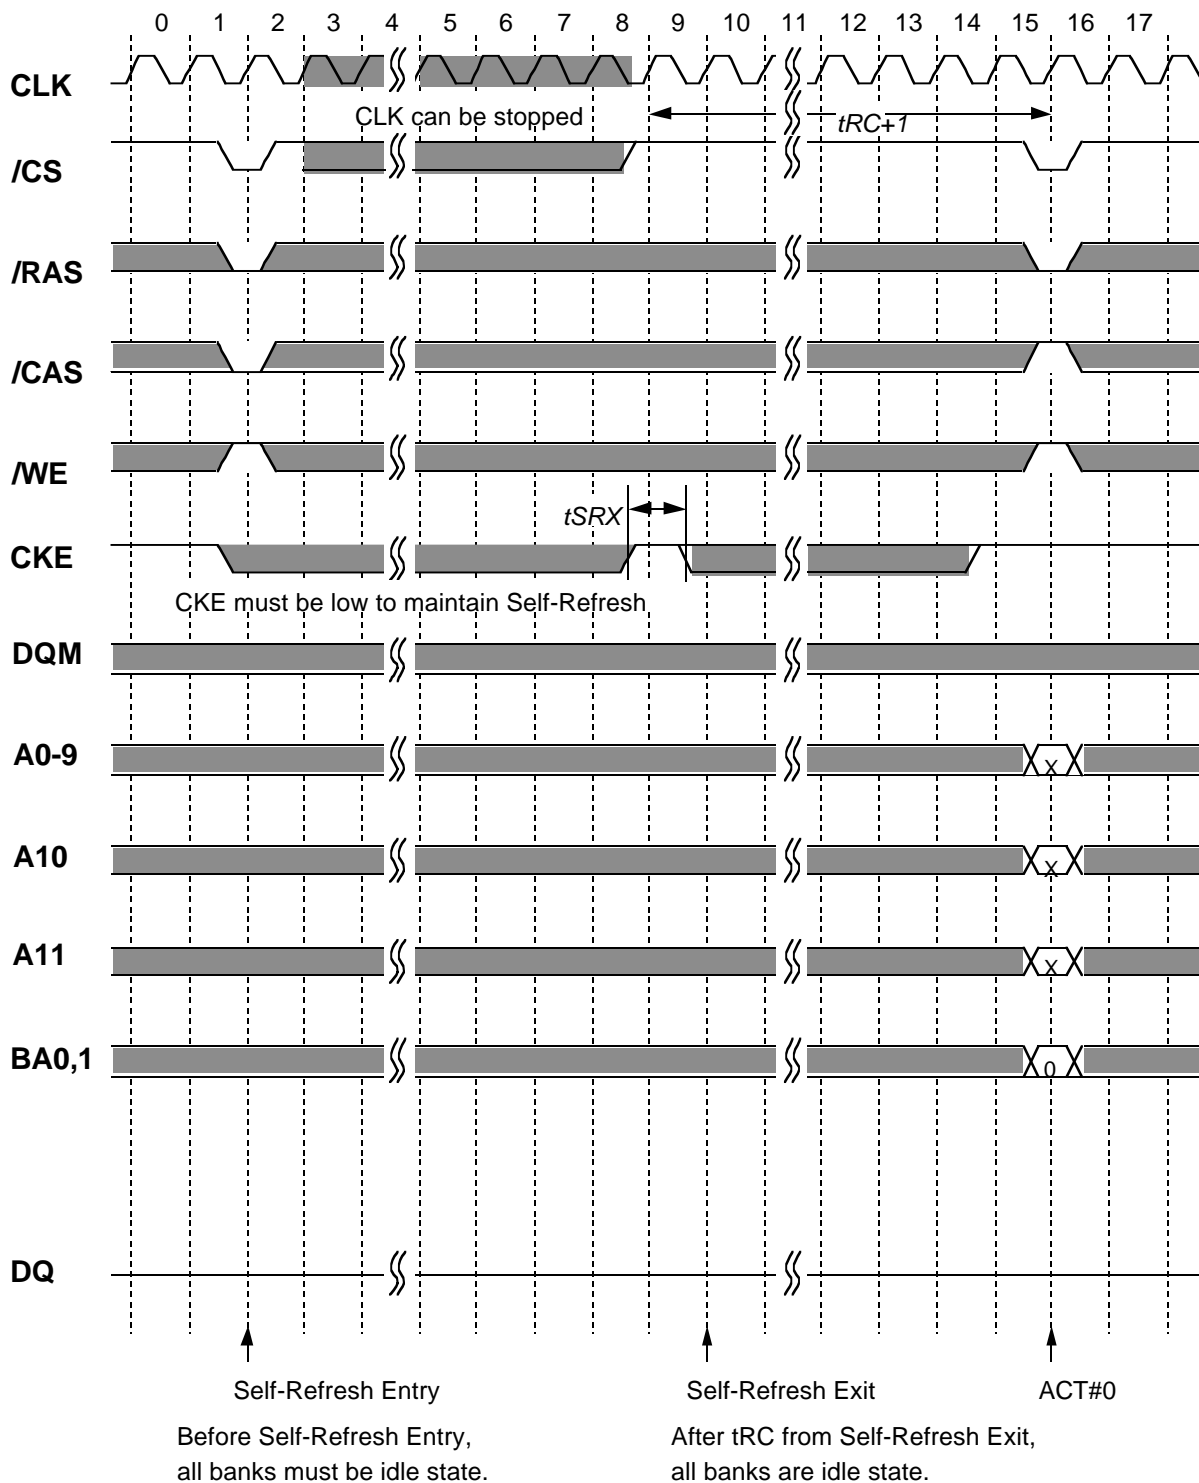 0 1 2 3 4 5 6 7 8 9 10 11 12 13 14 15 16 17
CLK
CLK can be stopped
tRC+1
/CS
/RAS
/CAS
/WE
tSRX
CKE
CKE must be low to maintain Self-Refresh
DQM
A0-9
X
A10
X
A11
X
BA0,1
0
DQ
Self-Refresh Entry
Self-Refresh Exit
ACT#0
Before Self-Refresh Entry,
all banks must be idle state.
After tRC from Self-Refresh Exit,
all banks are idle state.